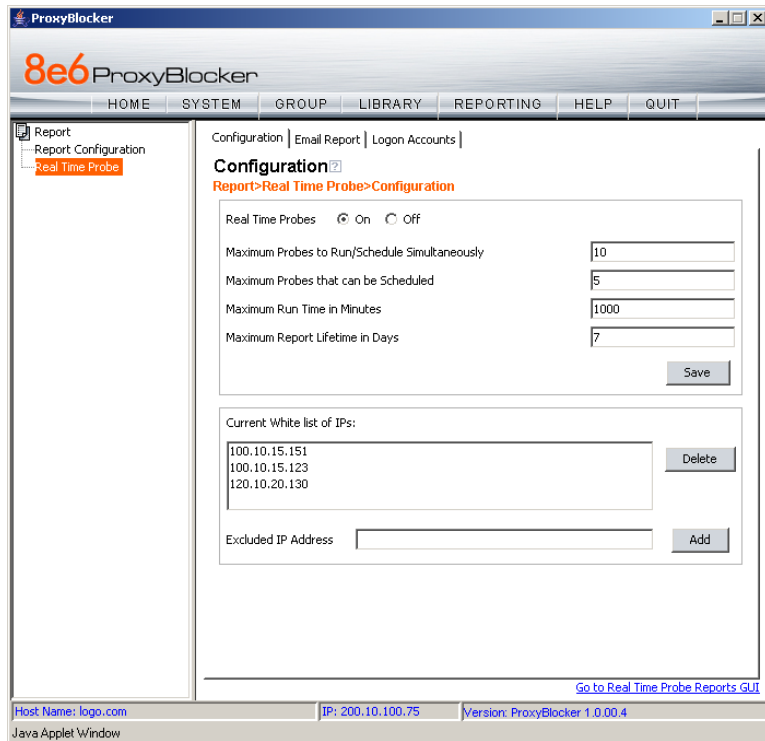 ProxyBlocker
8e6 ProxyBlocker
HOME SYSTEM GROUP LIBRARY REPORTING HELP QUIT
Report
Report Configuration
Real Time Probe
Configuration Email Report Logon Accounts
Configuration ?
Report>Real Time Probe>Configuration
Real Time Probes On Off
Maximum Probes to Run/Schedule Simultaneously 10
Maximum Probes that can be Scheduled 5
Maximum Run Time in Minutes 1000
Maximum Report Lifetime in Days 7
Save
Current White list of IPs:
100.10.15.151
100.10.15.123
120.10.20.130
Delete
Excluded IP Address Add
Go to Real Time Probe Reports GUI
Host Name: logo.com IP: 200.10.100.75 Version: ProxyBlocker 1.0.00.4
Java Applet Window